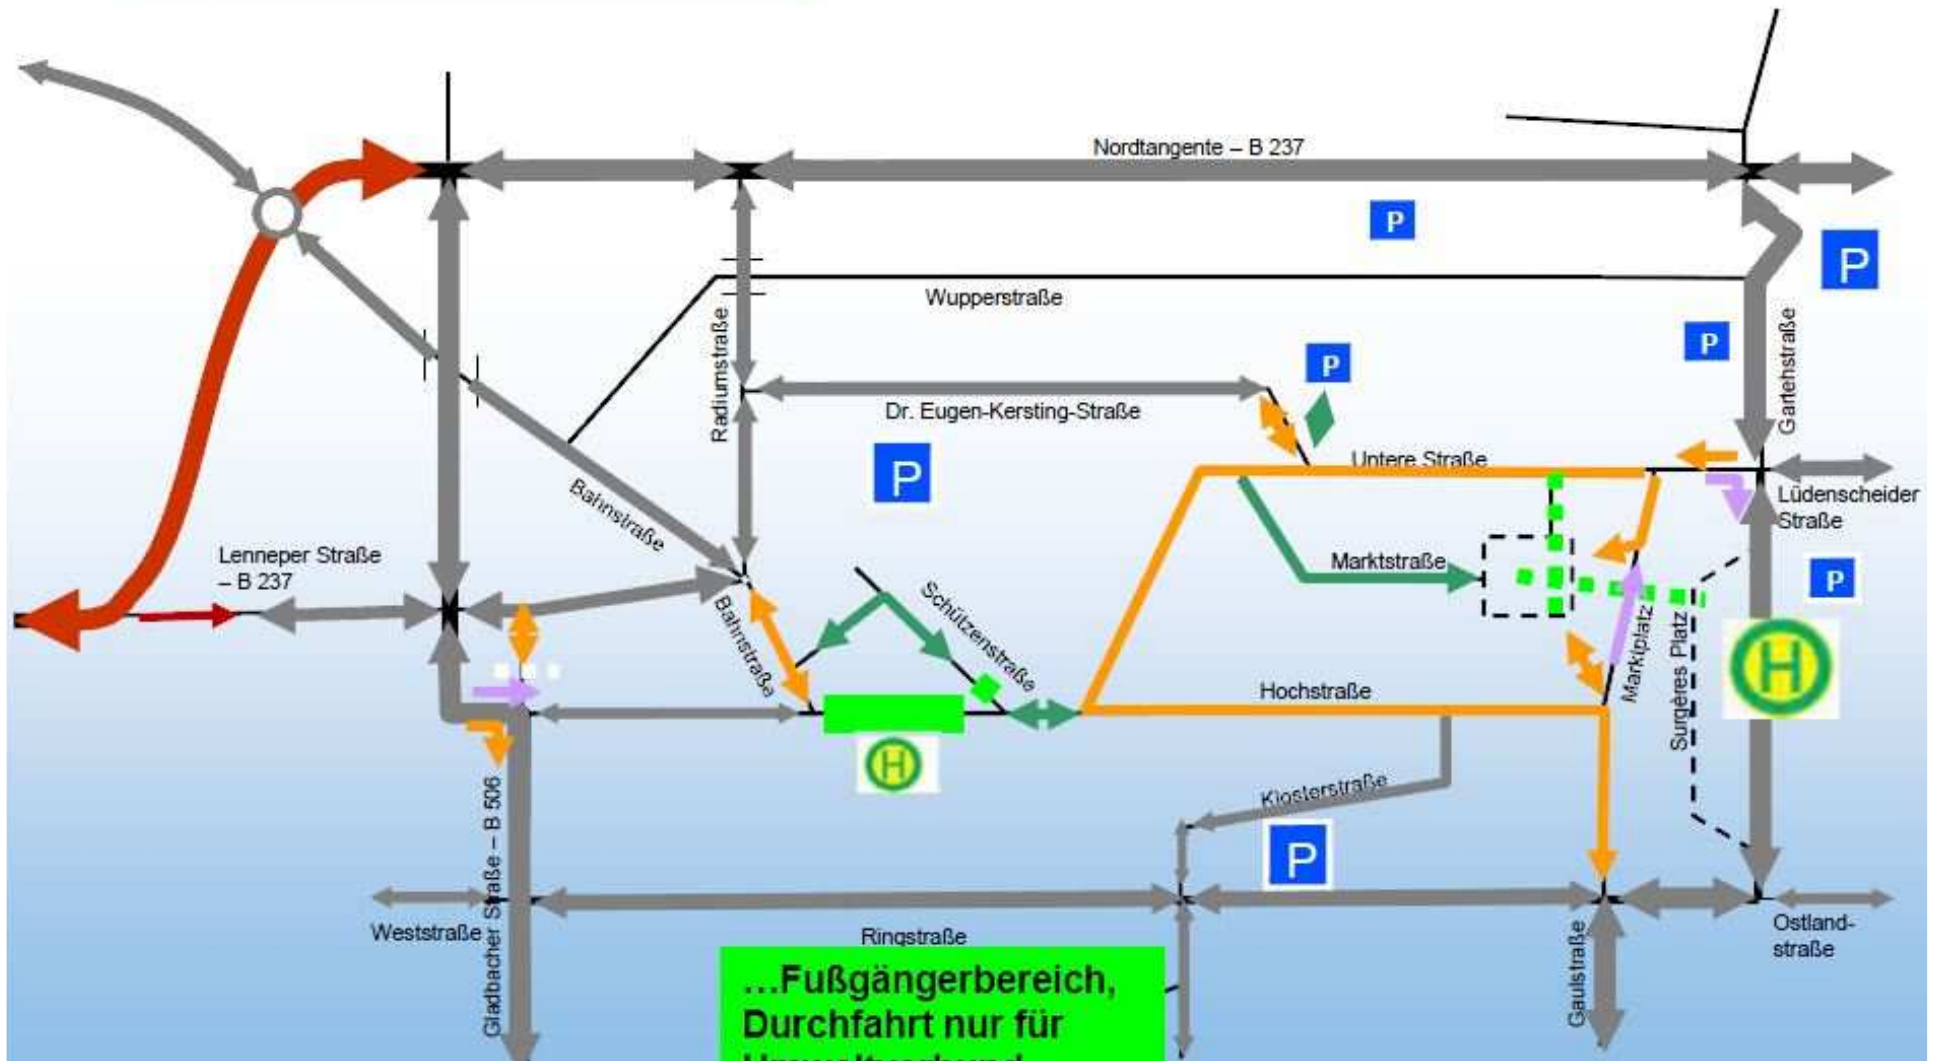 Nordtangente – B 237
P
P
Wupperstraße
Radiumstraße
P
P
Gartenstraße
Dr. Eugen-Kersting-Straße
P
Untere Straße
Lüdenscheider
Straße
Bahnstraße
Lenneper Straße
– B 237
Marktstraße
P
Schützenstraße
Bahnstraße
Marktplatz
Surgères Platz
H
Hochstraße
H
Klosterstraße
P
Gladbacher Straße – B 506
Weststraße
Ringstraße
Gaulstraße
Ostland-
straße
...Fußgängerbereich,
Durchfahrt nur für